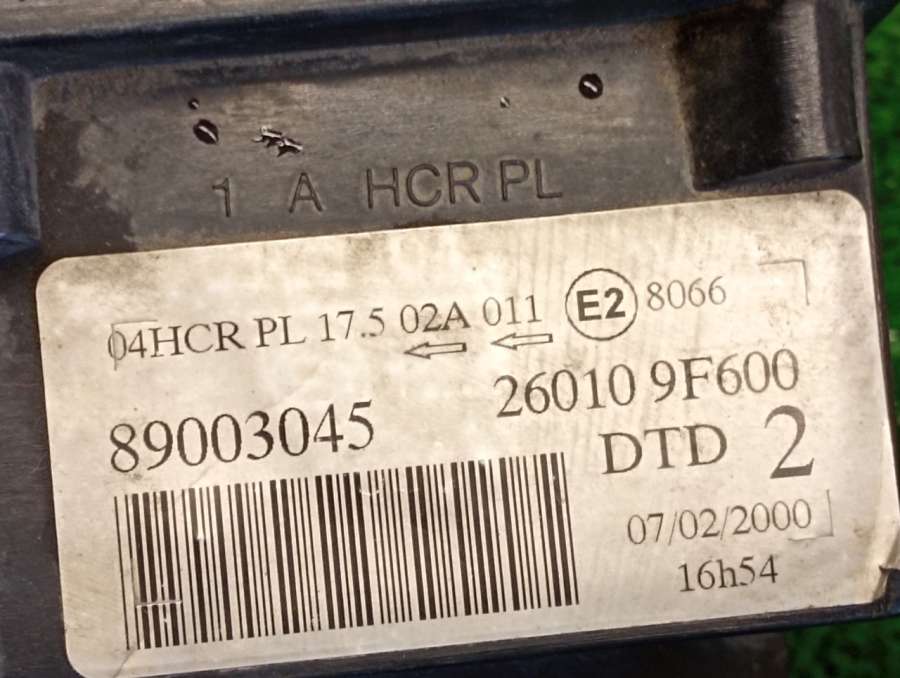 1 A HCR PL
04HCR PL 17.5 02A 011 E2 8066
26010 9F600
89003045
DTD 2
07/02/2000
16h54